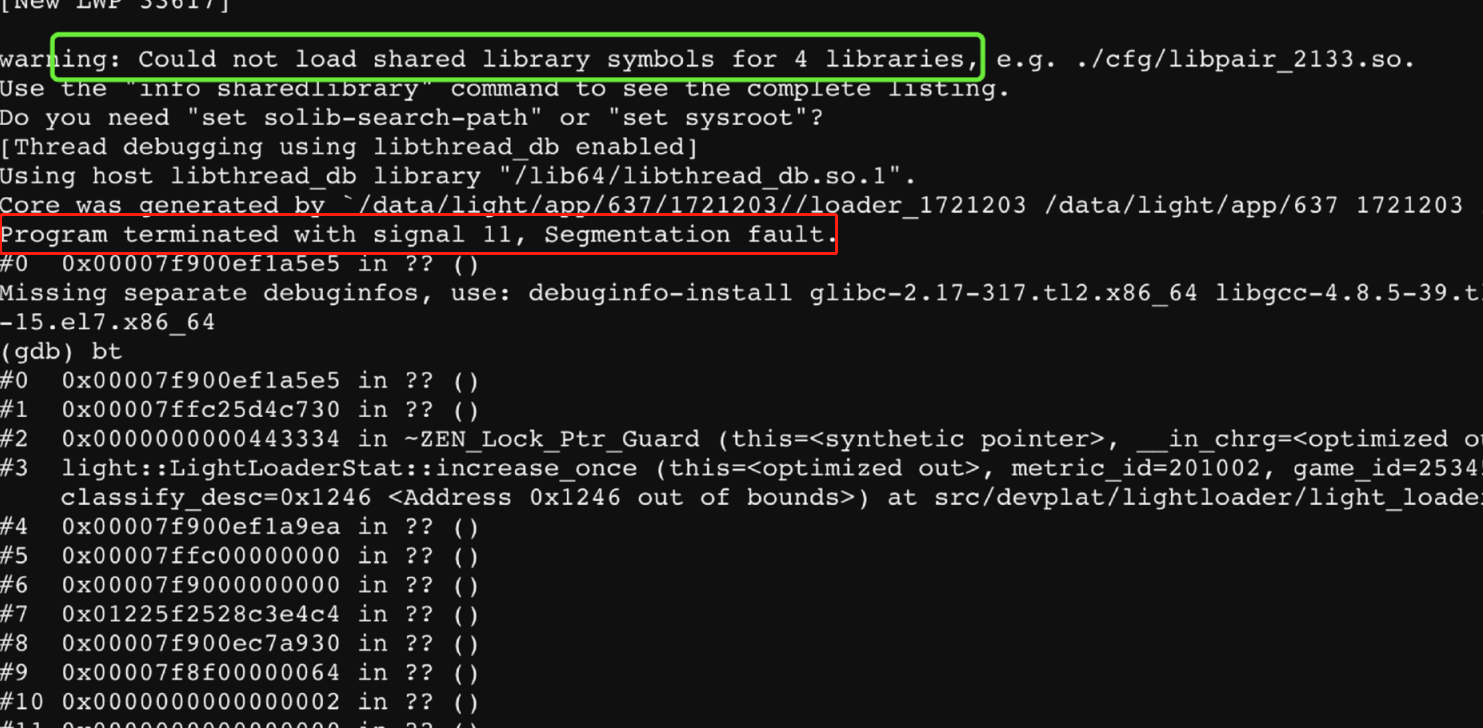 [New LWP 33617]
warning: Could not load shared library symbols for 4 libraries, e.g. ./cfg/libpair_2133.so.
Use the "info sharedlibrary" command to see the complete listing.
Do you need "set solib-search-path" or "set sysroot"?
[Thread debugging using libthread_db enabled]
Using host libthread_db library "/lib64/libthread_db.so.1".
Core was generated by `/data/light/app/637/1721203//loader_1721203 /data/light/app/637 1721203
Program terminated with signal 11, Segmentation fault.
#0  0x00007f900ef1a5e5 in ?? ()
Missing separate debuginfos, use: debuginfo-install glibc-2.17-317.tl2.x86_64 libgcc-4.8.5-39.t
-15.el7.x86_64
(gdb) bt
#0  0x00007f900ef1a5e5 in ?? ()
#1  0x00007ffc25d4c730 in ?? ()
#2  0x0000000000443334 in ~ZEN_Lock_Ptr_Guard (this=<synthetic pointer>, __in_chrg=<optimized o
#3  light::LightLoaderStat::increase_once (this=<optimized out>, metric_id=201002, game_id=2534
classify_desc=0x1246 <Address 0x1246 out of bounds>) at src/devplat/lightloader/light_loade
#4  0x00007f900ef1a9ea in ?? ()
#5  0x00007ffc00000000 in ?? ()
#6  0x00007f9000000000 in ?? ()
#7  0x01225f2528c3e4c4 in ?? ()
#8  0x00007f900ec7a930 in ?? ()
#9  0x00007f8f00000064 in ?? ()
#10 0x0000000000000002 in ?? ()
#11 0x0000000000000000 in ?? ()